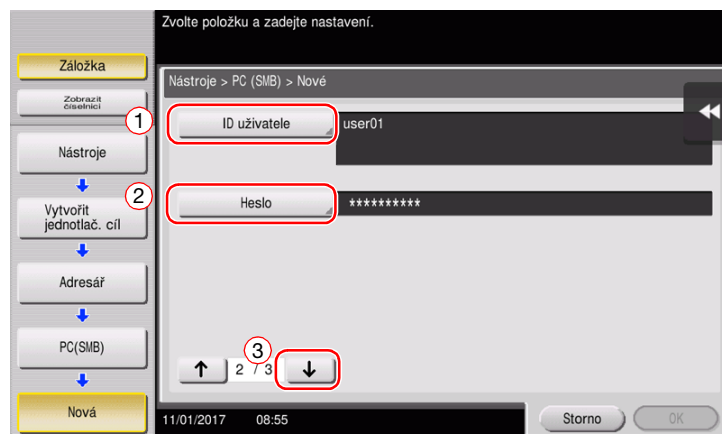 Zvolte položku a zadejte nastavení.
Záložka
Zobrazit
číselníci
Nástroje
Vytvořit
jednotlač. cíl
Adresář
PC(SMB)
Nová
Nástroje > PC (SMB) > Nové
1
ID uživatele
user01
2
Heslo
**********
3
↑ 2 / 3 ↓
11/01/2017 08:55
Storno
OK